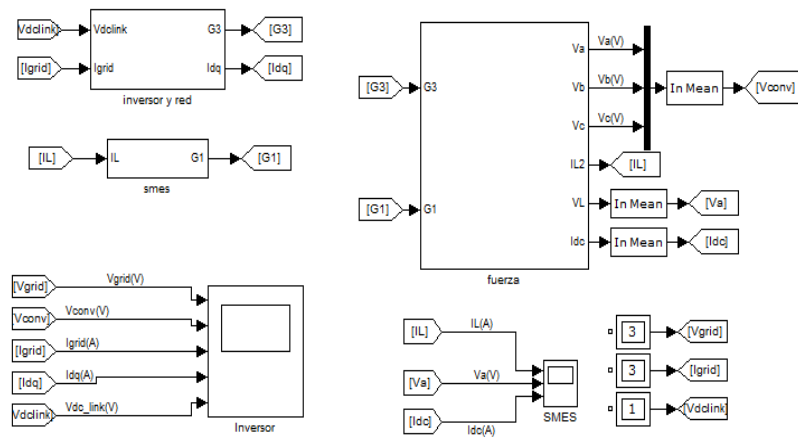 Vdclink] Vdclink G3 [G3]
[Igrid] Igrid Idq [Idq]
inversor y red
[IL] IL G1 [G1]
smes
[G3] G3 Va Va(V)
Vb Vb(V) In Mean [Vconv]
Vc Vc(V)
IL2 [IL]
[G1] G1 VL In Mean [Va]
Idc In Mean [Idc]
fuerza
[Vgrid] Vgrid(V)
Vconv] Vconv(V)
[Igrid] Igrid(A)
[Idq] Idq(A)
Vdclink] Vdc_link(V)
Inversor
[IL] IL(A)
[Va] Va(V)
[Idc] Idc(A)
SMES
3 [Vgrid]
3 [Igrid]
1 [Vdclink]